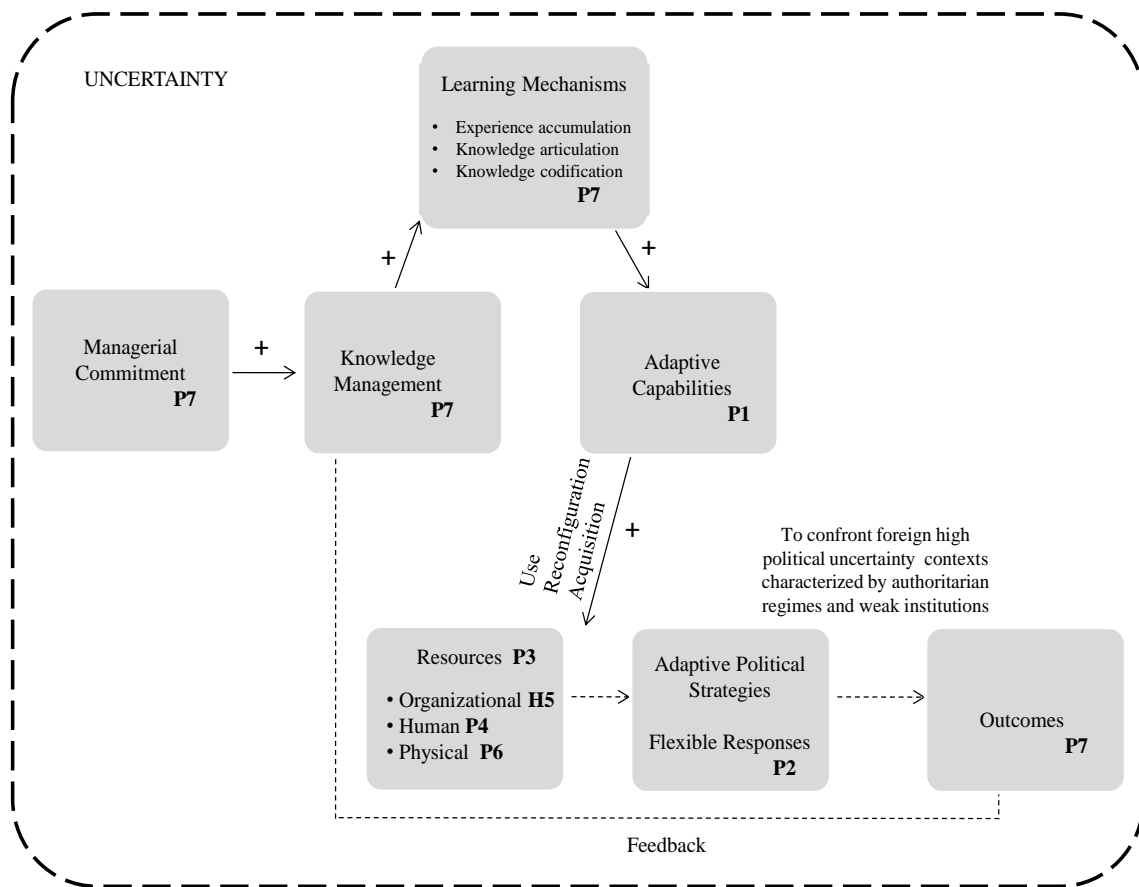 UNCERTAINTY
Learning Mechanisms
• Experience accumulation
• Knowledge articulation
• Knowledge codification
P7
+
+
Managerial
Commitment
P7
+
Knowledge
Management
P7
Adaptive
Capabilities
P1
Use
Reconfiguration
Acquisition
+
To confront foreign high
political uncertainty contexts
characterized by authoritarian
regimes and weak institutions
Resources P3
• Organizational H5
• Human P4
• Physical P6
Adaptive Political
Strategies
Flexible Responses
P2
Outcomes
P7
Feedback